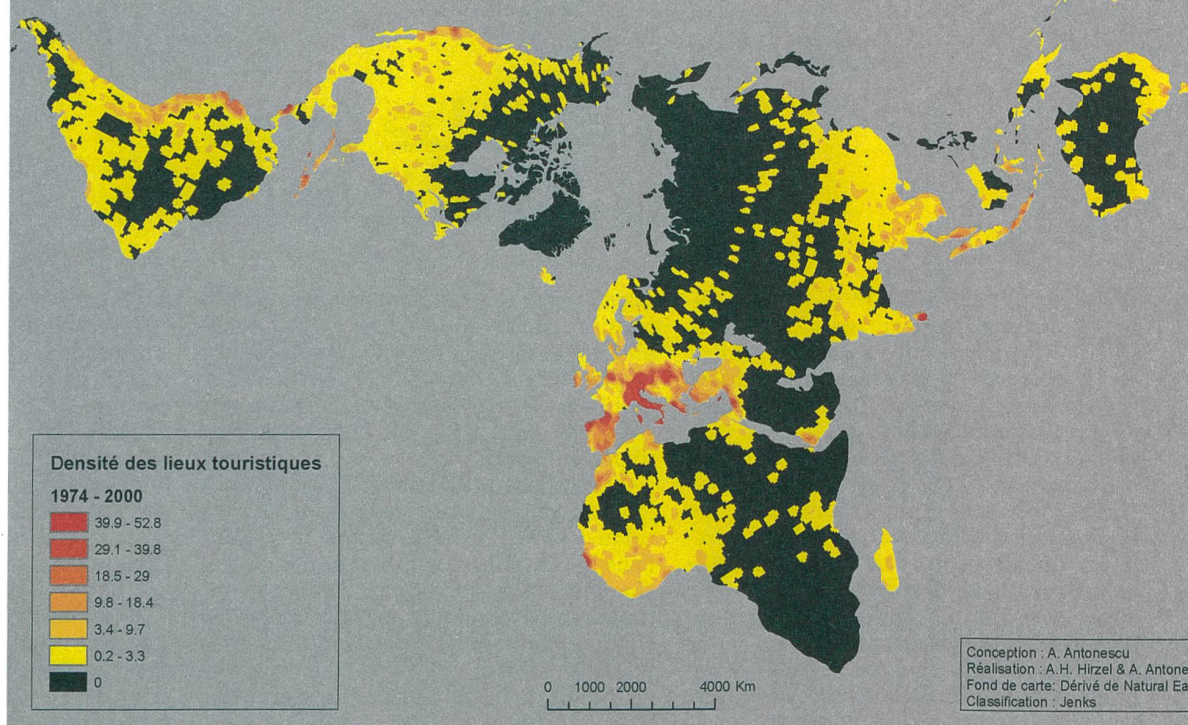 Densité des lieux touristiques
1974 - 2000
39.9 - 52.8
29.1 - 39.8
18.5 - 29
9.8 - 18.4
3.4 - 9.7
0.2 - 3.3
0
0 1000 2000 4000 Km
Conception : A. Antonescu
Réalisation : A.H. Hirzel & A. Antone
Fond de carte: Dérivé de Natural Ea
Classification : Jenks